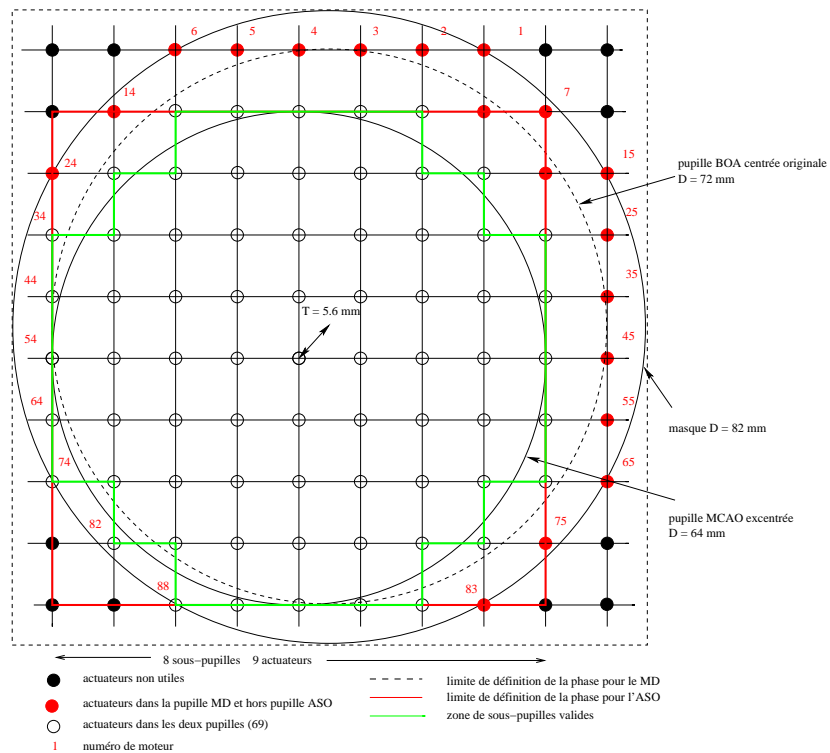 6 5 4 3 2 1
14 7
24 15
pupille BOA centrée originale
D = 72 mm
34 25
44 35
T = 5.6 mm
54 45
64 55
masque D = 82 mm
74 65
pupille MCAO excentrée
D = 64 mm
82 75
88 83
8 sous−pupilles 9 actuateurs
actuateurs non utiles
actuateurs dans la pupille MD et hors pupille ASO
actuateurs dans les deux pupilles (69)
1 numéro de moteur
limite de définition de la phase pour le MD
limite de définition de la phase pour l'ASO
zone de sous−pupilles valides